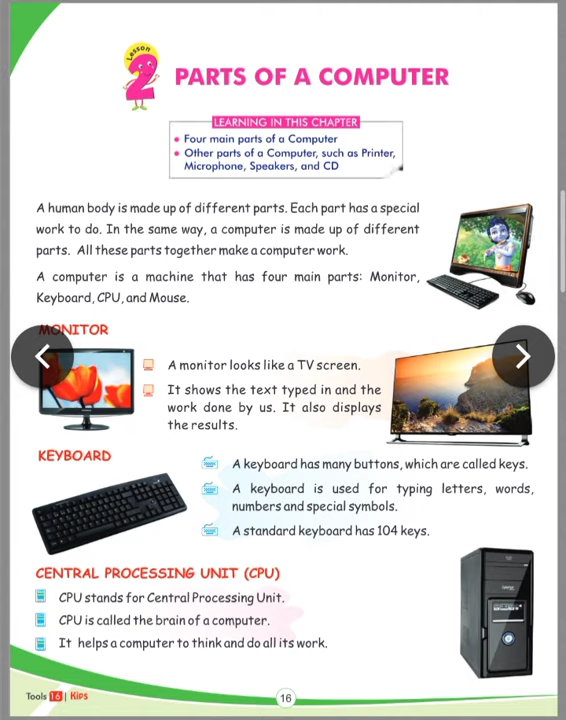 Lesson
2
PARTS OF A COMPUTER
LEARNING IN THIS CHAPTER
• Four main parts of a Computer
• Other parts of a Computer, such as Printer,
Microphone, Speakers, and CD
A human body is made up of different parts. Each part has a special
work to do. In the same way, a computer is made up of different
parts. All these parts together make a computer work.
A computer is a machine that has four main parts: Monitor,
Keyboard, CPU, and Mouse.
MONITOR
A monitor looks like a TV screen.
It shows the text typed in and the
work done by us. It also displays
the results.
KEYBOARD
A keyboard has many buttons, which are called keys.
A keyboard is used for typing letters, words,
numbers and special symbols.
A standard keyboard has 104 keys.
CENTRAL PROCESSING UNIT (CPU)
CPU stands for Central Processing Unit.
CPU is called the brain of a computer.
It helps a computer to think and do all its work.
Tools 16 | Kips
16